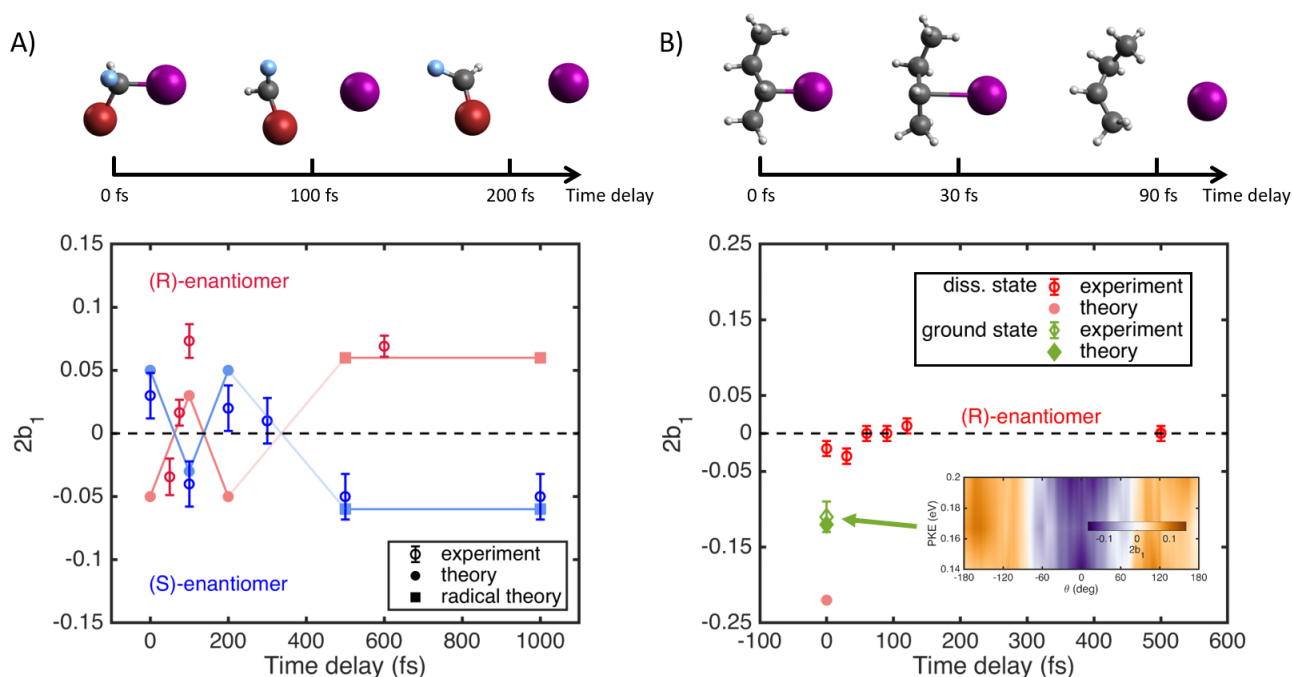 A)
0 fs
100 fs
200 fs
Time delay
0.15
0.1
0.05
0
-0.05
-0.1
-0.15
2b1
(R)-enantiomer
(S)-enantiomer
experiment
theory
radical theory
0
200
400
600
800
1000
Time delay (fs)
B)
0 fs
30 fs
90 fs
Time delay
0.25
0.15
0.05
0
-0.05
-0.15
-0.25
2b1
diss. state
experiment
theory
ground state
experiment
theory
(R)-enantiomer
0.2
0.18
0.16
0.14
PKE (eV)
-0.1
0
0.1
2b1
-180
-120
-60
0
60
120
180
θ (deg)
-100
0
100
200
300
400
500
600
Time delay (fs)